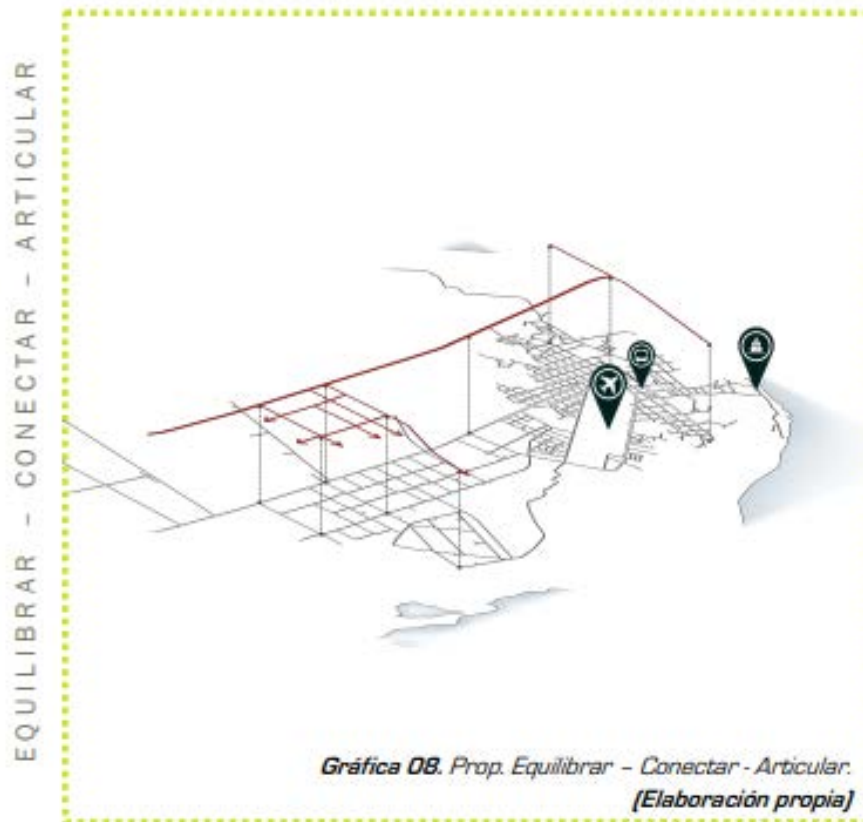 EQUILIBRAR – CONECTAR – ARTICULAR
Gráfica 08. Prop. Equilibrar – Conectar - Articular.
(Elaboración propia)